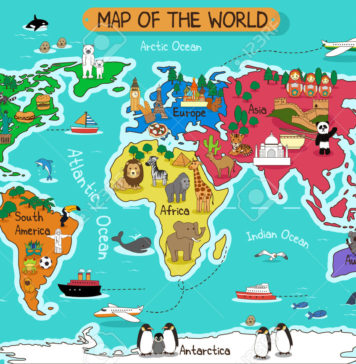 MAP OF THE WORLD
Arctic Ocean
Europe
Asia
Atlantic Ocean
Africa
South
America
Indian Ocean
Antarctica